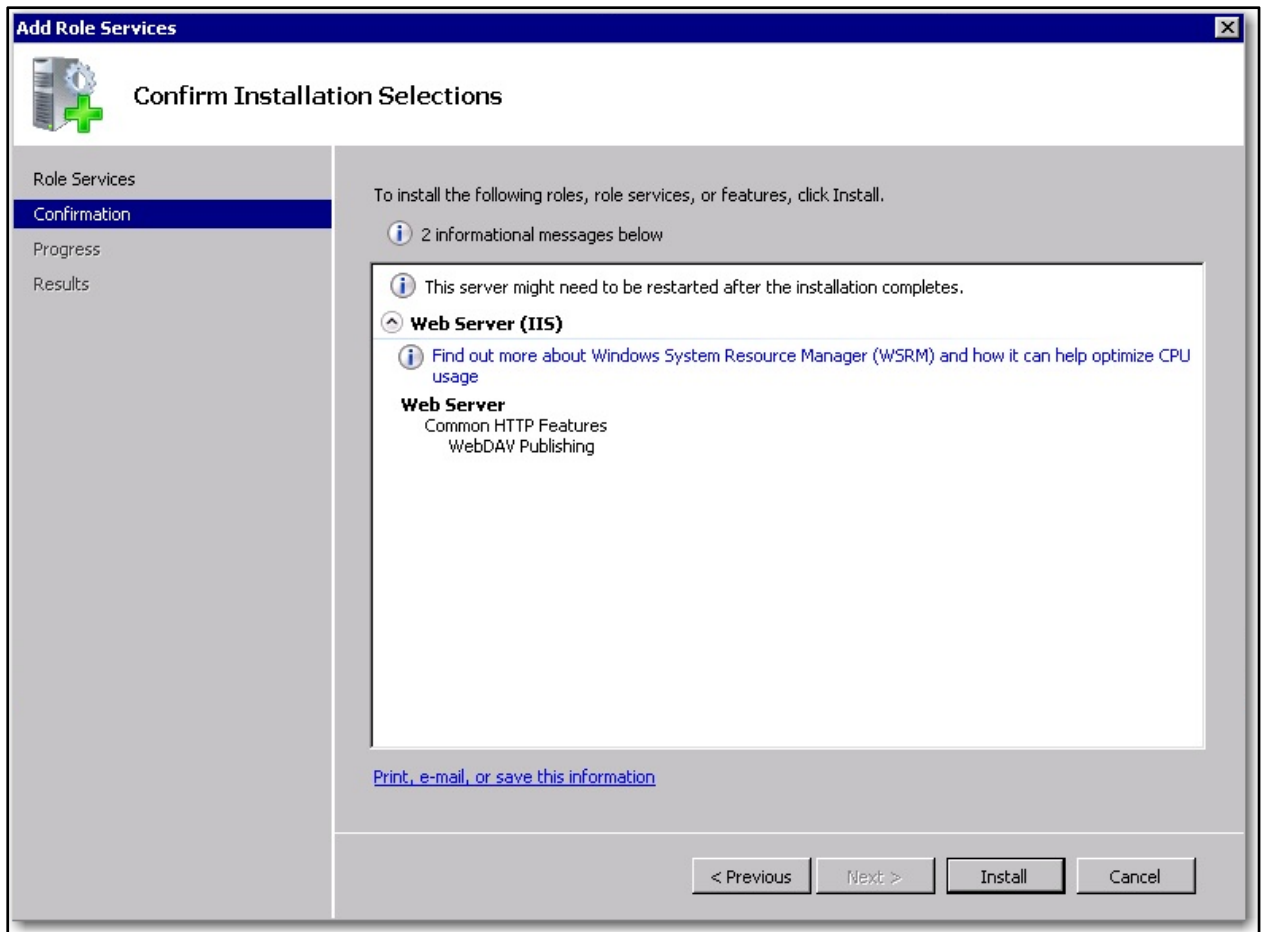 Add Role Services
Confirm Installation Selections
Role Services
Confirmation
Progress
Results
To install the following roles, role services, or features, click Install.
2 informational messages below
This server might need to be restarted after the installation completes.
Web Server (IIS)
Find out more about Windows System Resource Manager (WSRM) and how it can help optimize CPU
usage
Web Server
Common HTTP Features
WebDAV Publishing
Print, e-mail, or save this information
< Previous
Next >
Install
Cancel